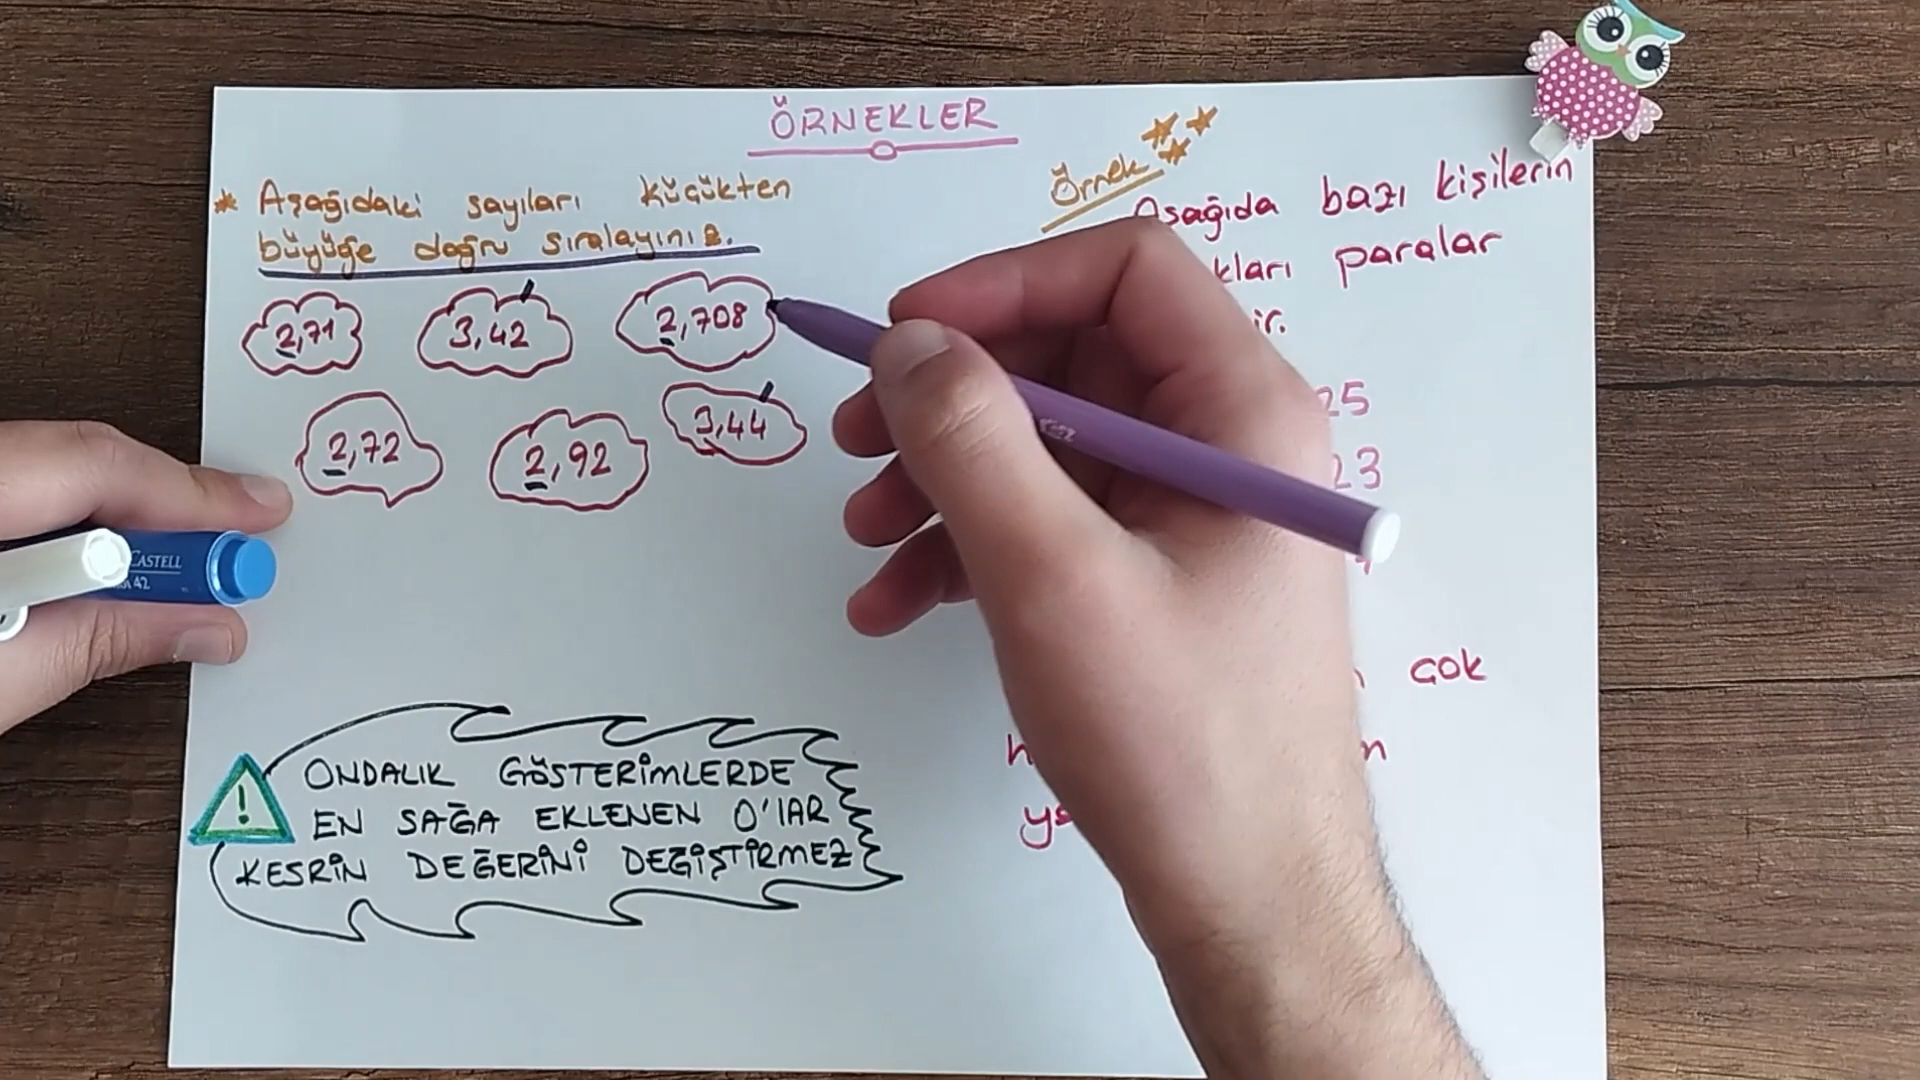 ÖRNEKLER
* Aşağıdaki sayıları küçükten
büyüğe doğru sıralayınız.
2,71 3,42 2,708
2,72 2,92 3,44
! ONDALIK GÖSTERİMLERDE
EN SAĞA EKLENEN 0'LAR
KESRİN DEĞERİNİ DEĞİŞTİRMEZ
Örnek
Aşağıda bazı kişilerin
paralar
25
23
çok
CASTELL
42